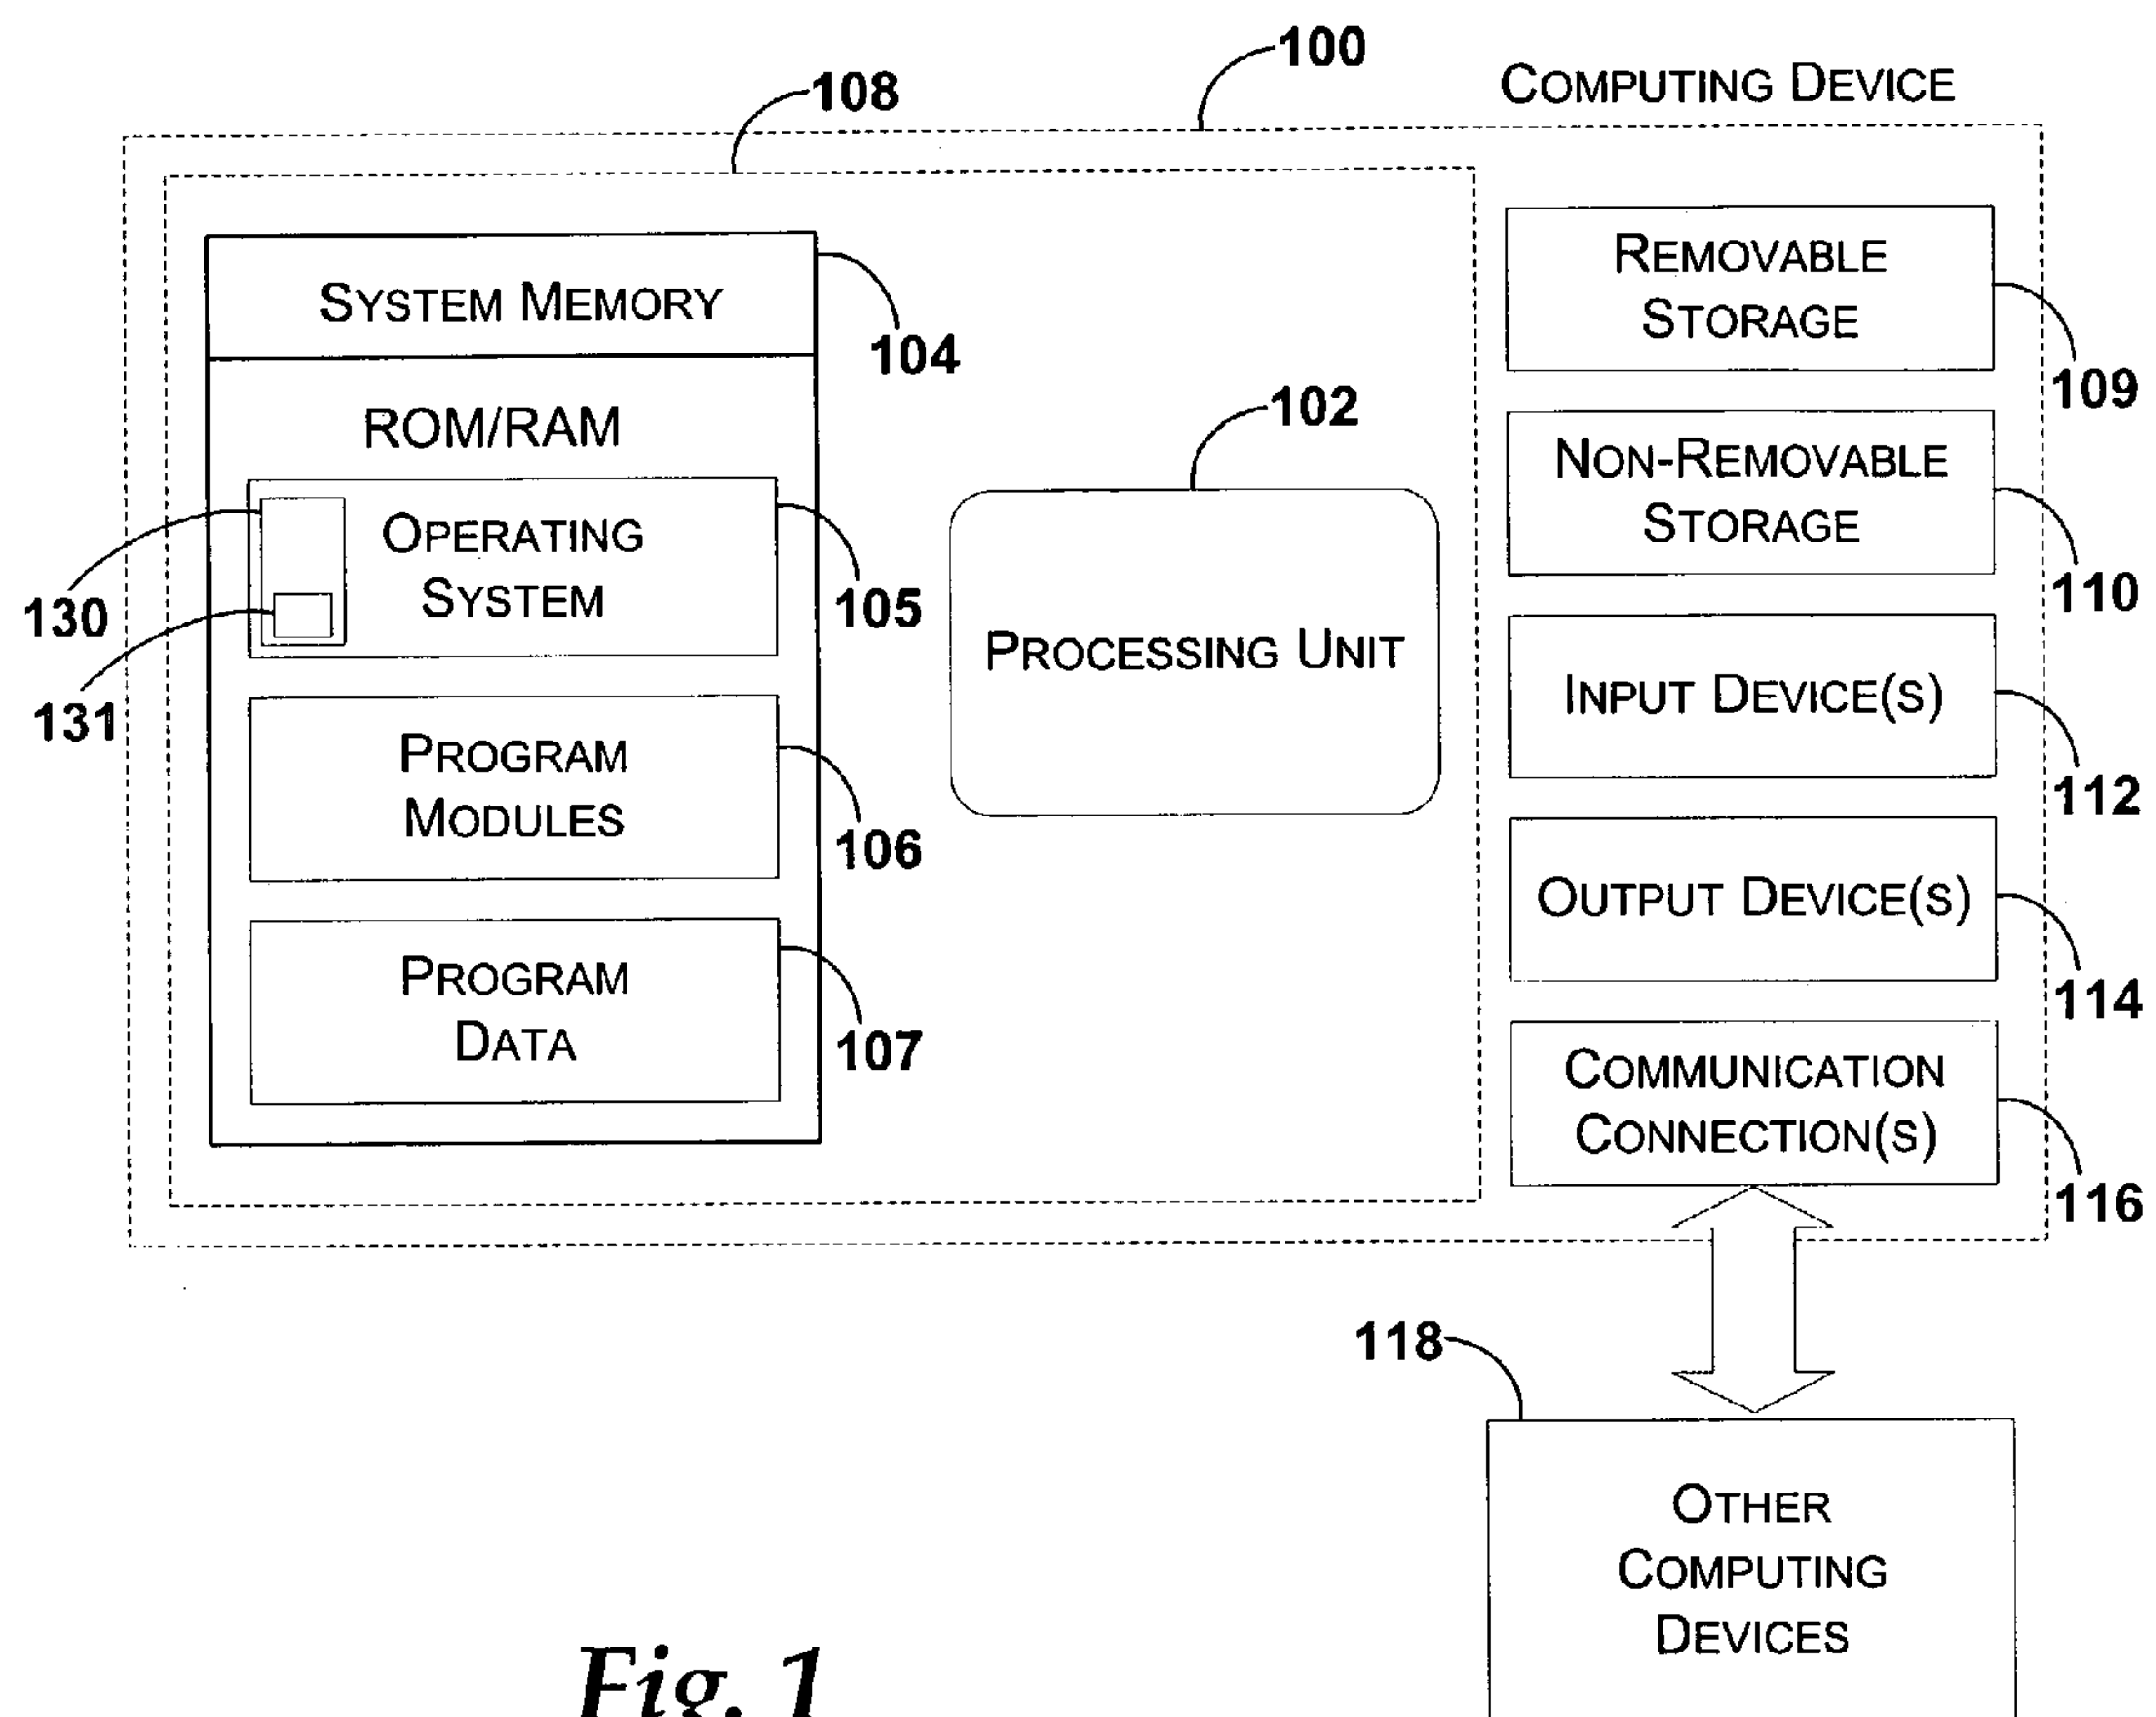 100
COMPUTING DEVICE
108
SYSTEM MEMORY
104
ROM/RAM
OPERATING
SYSTEM
105
130
131
PROGRAM
MODULES
106
PROGRAM
DATA
107
102
PROCESSING UNIT
REMOVABLE
STORAGE
109
NON-REMOVABLE
STORAGE
110
INPUT DEVICE(S)
112
OUTPUT DEVICE(S)
114
COMMUNICATION
CONNECTION(S)
116
118
OTHER
COMPUTING
DEVICES
Fig. 1